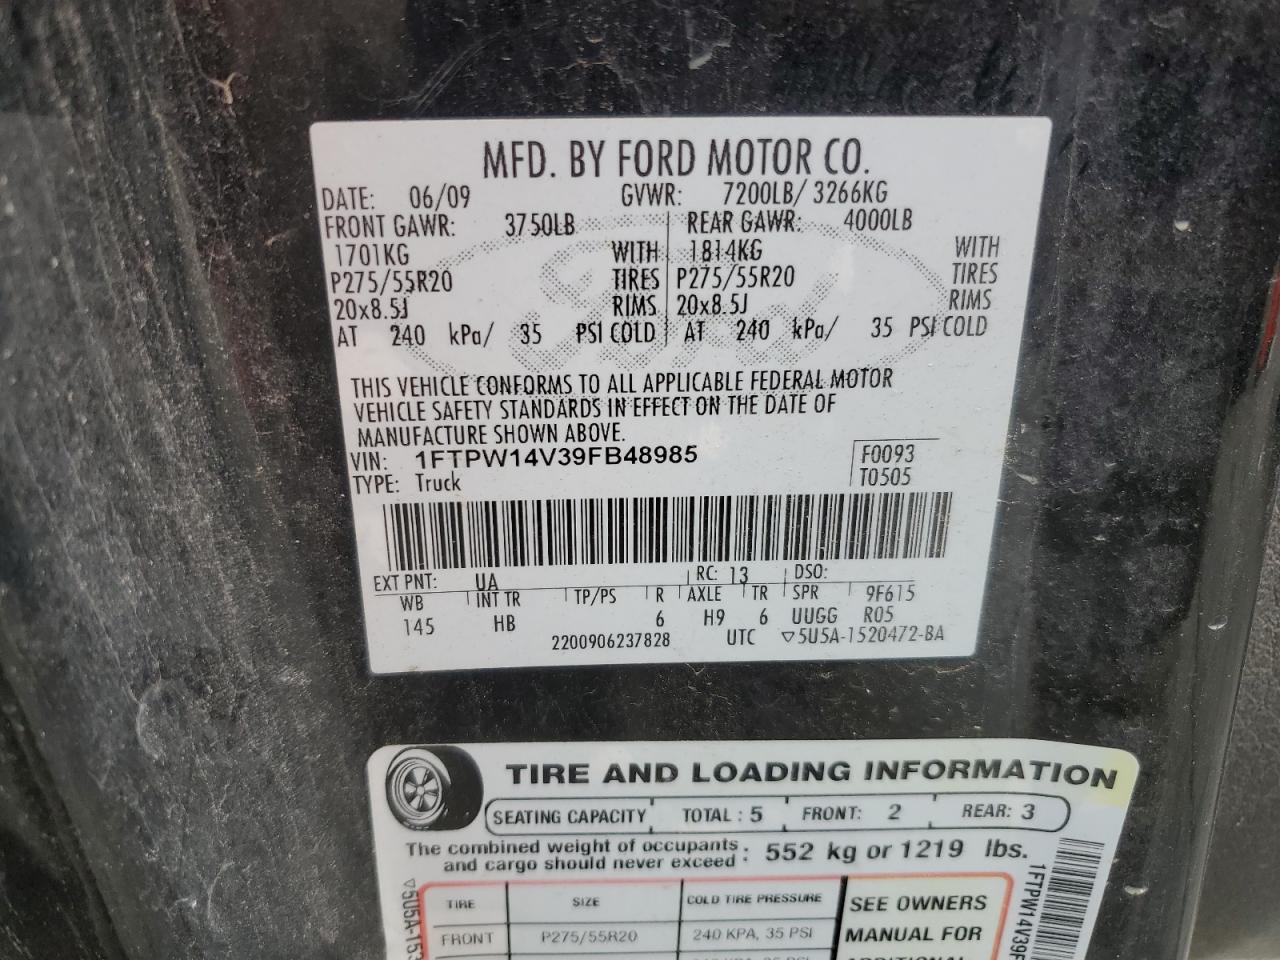 MFD. BY FORD MOTOR CO.
DATE: 06/09 GVWR: 7200LB/ 3266KG
FRONT GAWR: 3750LB REAR GAWR: 4000LB
1701KG WITH 1814KG WITH
P275/55R20 TIRES P275/55R20 TIRES
20x8.5J RIMS 20x8.5J RIMS
AT 240 kPa/ 35 PSI COLD AT 240 kPa/ 35 PSI COLD
THIS VEHICLE CONFORMS TO ALL APPLICABLE FEDERAL MOTOR
VEHICLE SAFETY STANDARDS IN EFFECT ON THE DATE OF
MANUFACTURE SHOWN ABOVE.
VIN: 1FTPW14V39FB48985 F0093
TYPE: Truck T0505
EXT PNT: UA RC: 13 DSO:
WB INT TR TP/PS R AXLE TR SPR 9F615
145 HB 6 H9 6 UUGG R05
2200906237828 UTC ▽5U5A-1520472-BA
TIRE AND LOADING INFORMATION
SEATING CAPACITY TOTAL : 5 FRONT: 2 REAR: 3
The combined weight of occupants
and cargo should never exceed : 552 kg or 1219 lbs.
TIRE SIZE COLD TIRE PRESSURE SEE OWNERS
FRONT P275/55R20 240 KPA, 35 PSI MANUAL FOR
▽5U5A-153
1FTPW14V39F